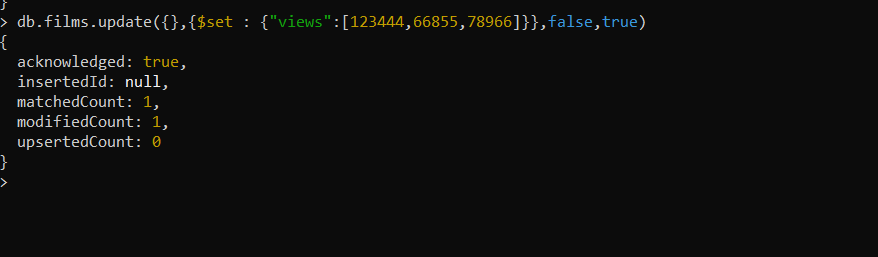 }
> db.films.update({},{$set : {"views":[123444,66855,78966]}},false,true)
{
  acknowledged: true,
  insertedId: null,
  matchedCount: 1,
  modifiedCount: 1,
  upsertedCount: 0
}
>